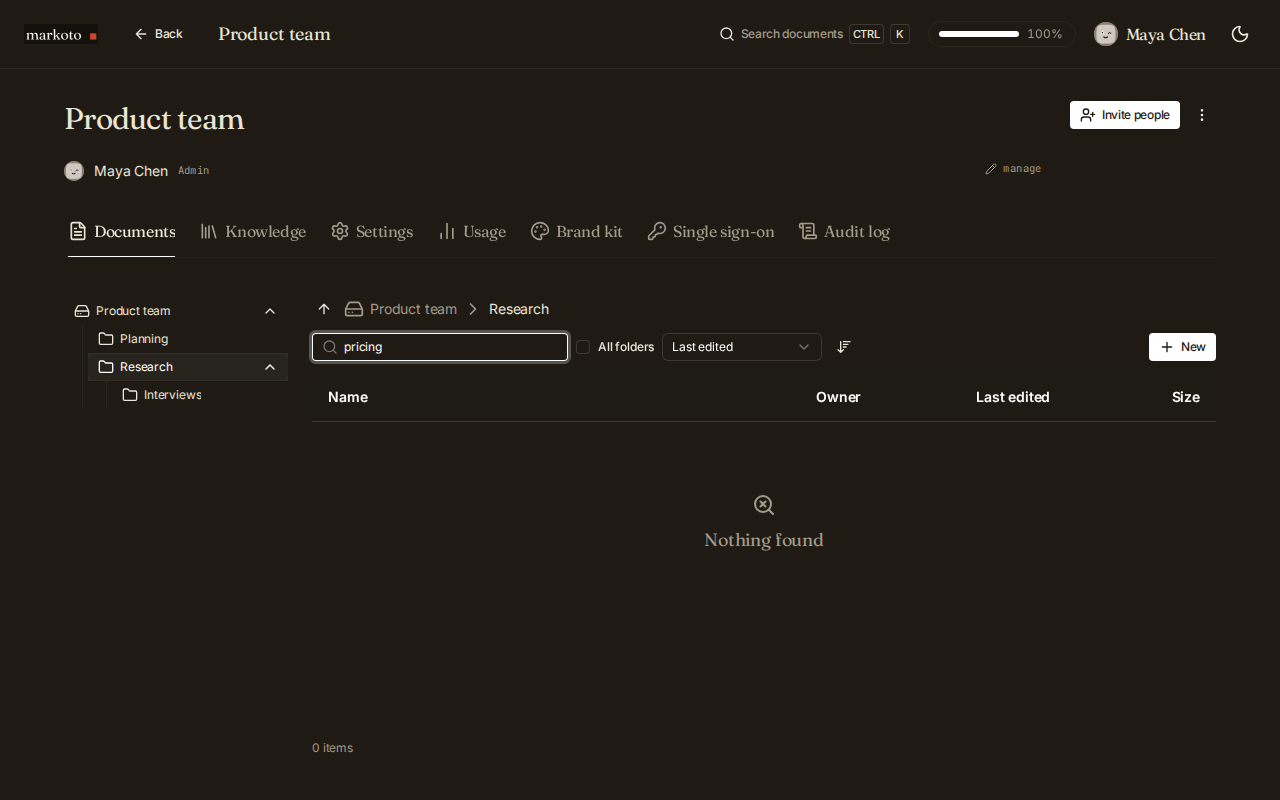 markoto
Back
Product team
Search documents CTRL K
100%
Maya Chen
Product team
Invite people
Maya Chen Admin
manage
Documents
Knowledge
Settings
Usage
Brand kit
Single sign-on
Audit log
Product team
Planning
Research
Interviews
Product team
Research
pricing
All folders
Last edited
New
Name Owner Last edited Size
Nothing found
0 items